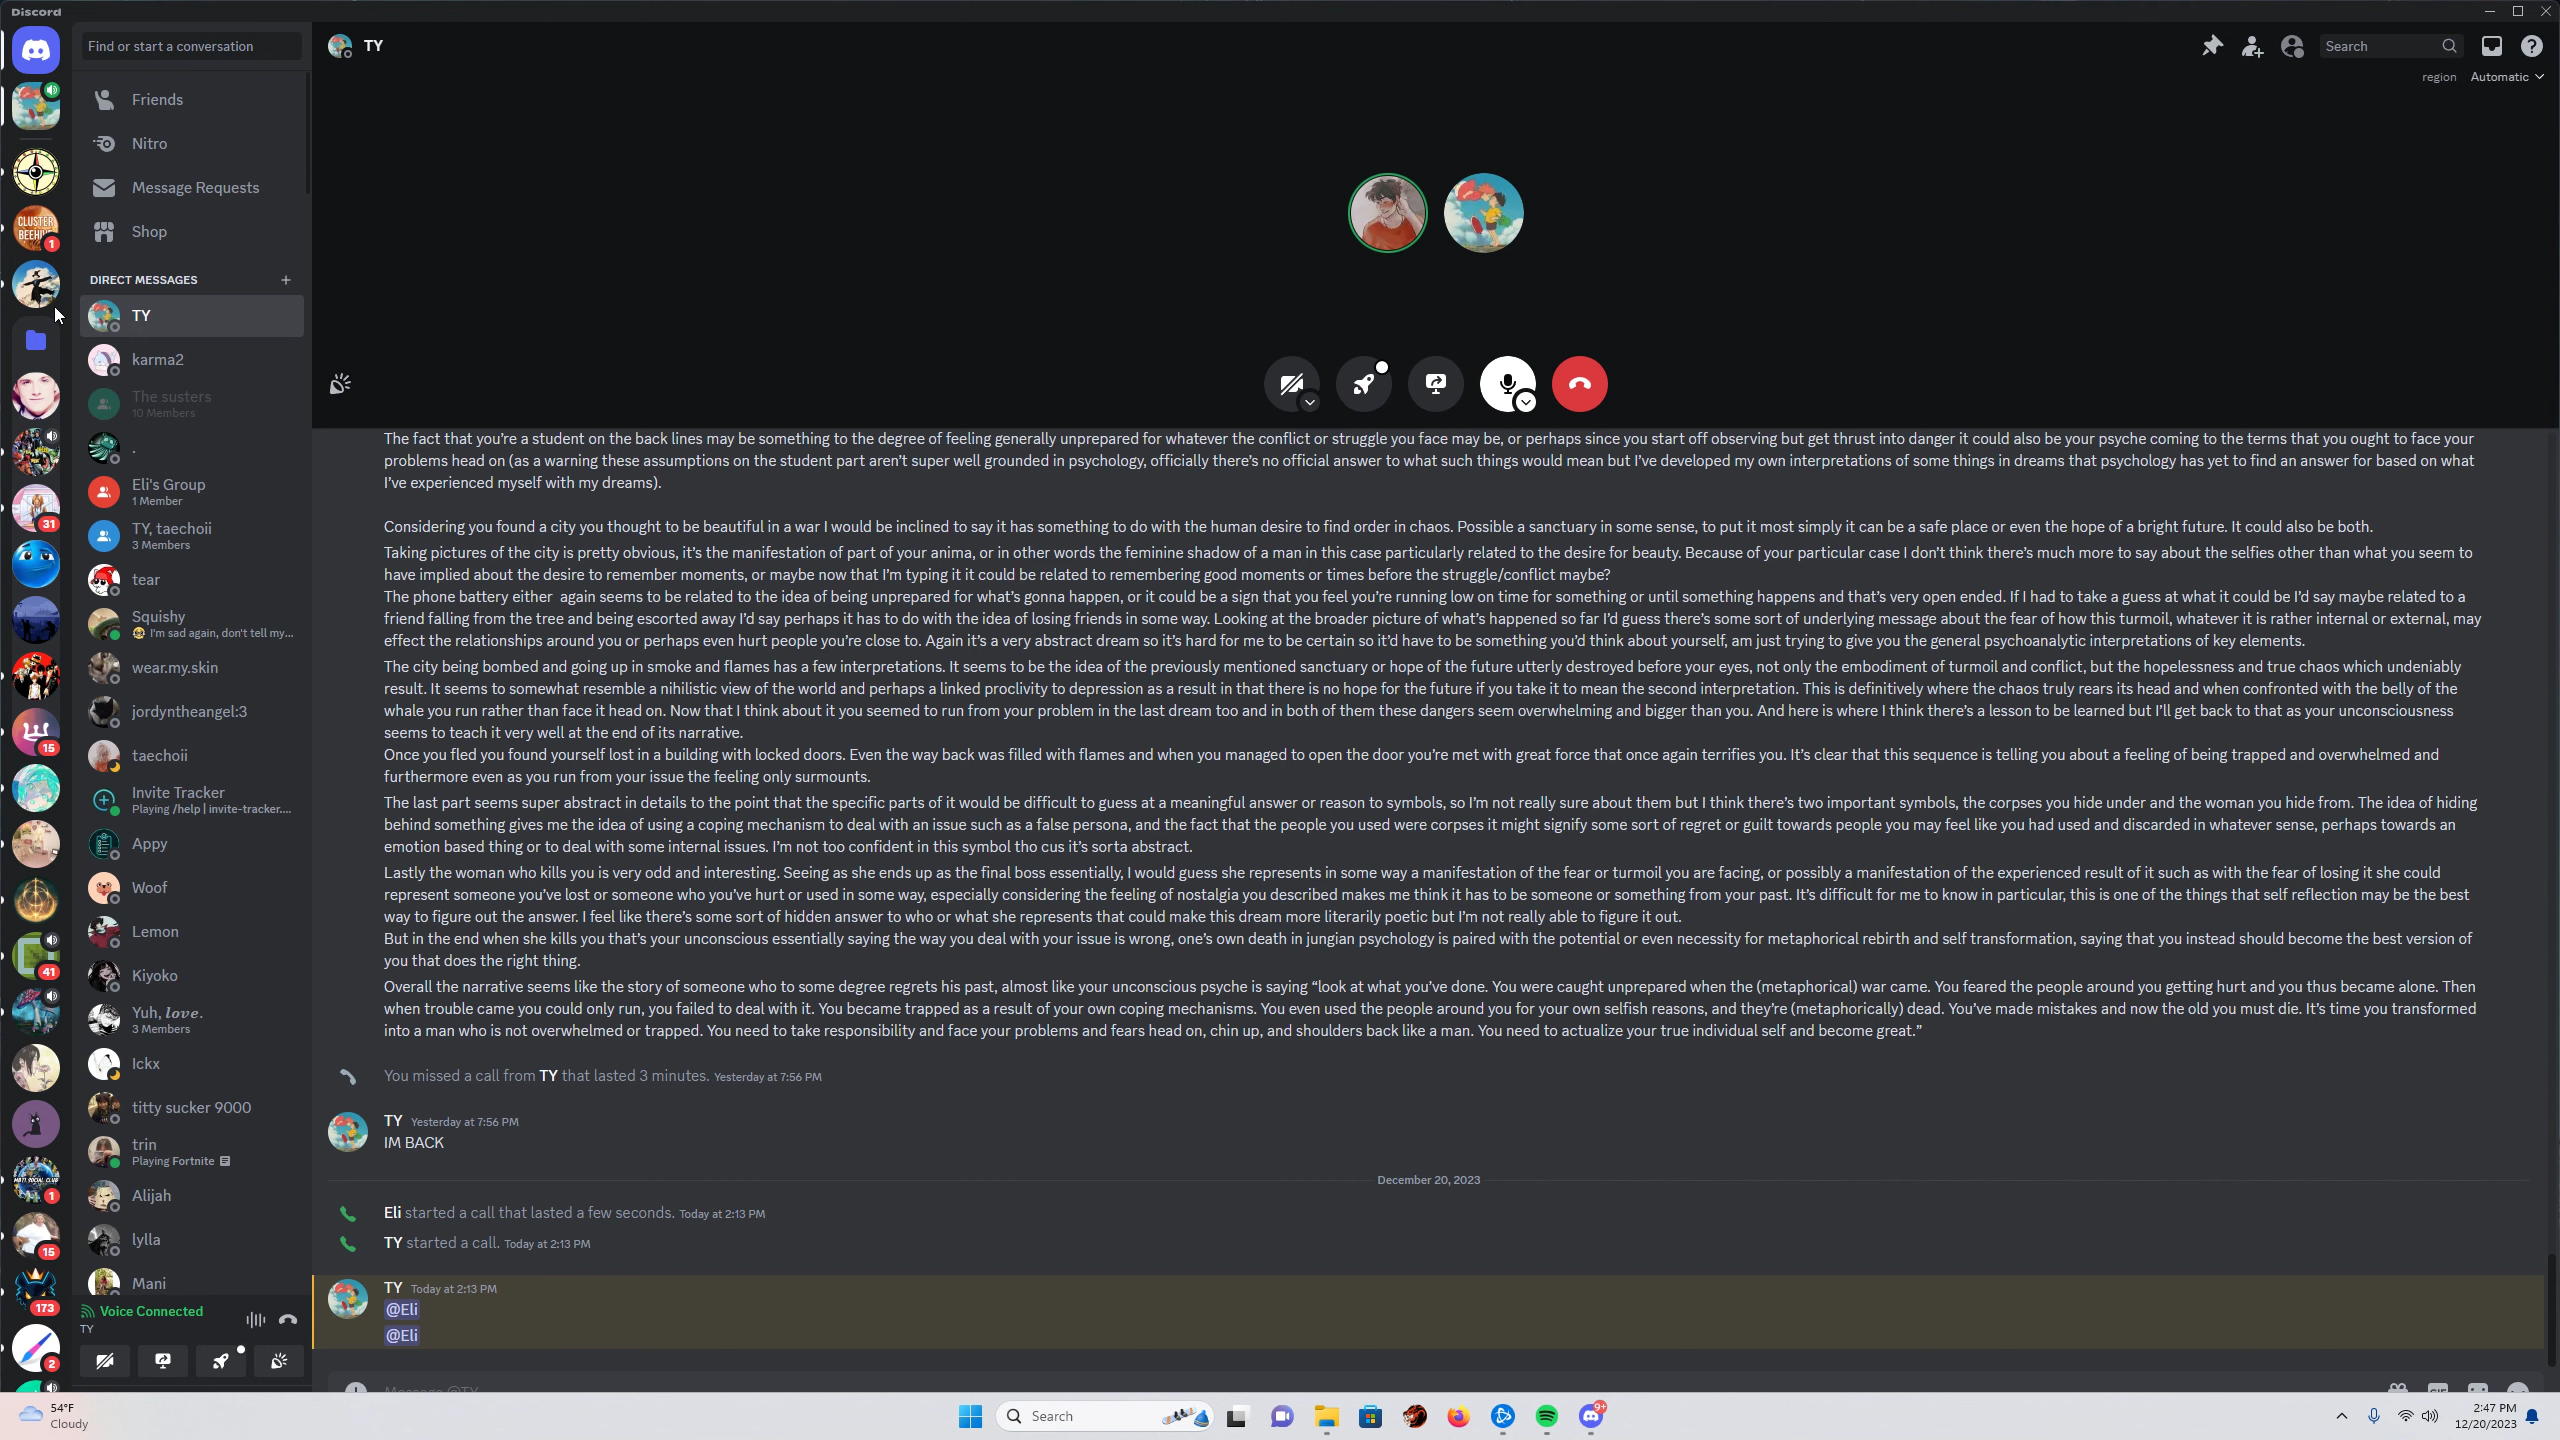 Discord
Find or start a conversation
Friends
Nitro
Message Requests
Shop
DIRECT MESSAGES
TY
karma2
The susters
10 Members
.
Eli's Group
1 Member
TY, taechoii
3 Members
tear
Squishy
I'm sad again, don't tell my...
wear.my.skin
jordyntheangel:3
taechoii
Invite Tracker
Playing /help | invite-tracker....
Appy
Woof
Lemon
Kiyoko
Yuh, 𝒍𝒐𝒗𝒆.
3 Members
Ickx
titty sucker 9000
trin
Playing Fortnite
Alijah
lylla
Mani
Voice Connected
TY
CLUSTER
BEEHIVE
1
31
15
41
MBTI SOCIAL CLUB
1
15
173
2
TY
Search
region Automatic
The fact that you’re a student on the back lines may be something to the degree of feeling generally unprepared for whatever the conflict or struggle you face may be, or perhaps since you start off observing but get thrust into danger it could also be your psyche coming to the terms that you ought to face your
problems head on (as a warning these assumptions on the student part aren’t super well grounded in psychology, officially there’s no official answer to what such things would mean but I’ve developed my own interpretations of some things in dreams that psychology has yet to find an answer for based on what
I’ve experienced myself with my dreams).
Considering you found a city you thought to be beautiful in a war I would be inclined to say it has something to do with the human desire to find order in chaos. Possible a sanctuary in some sense, to put it most simply it can be a safe place or even the hope of a bright future. It could also be both.
Taking pictures of the city is pretty obvious, it’s the manifestation of part of your anima, or in other words the feminine shadow of a man in this case particularly related to the desire for beauty. Because of your particular case I don’t think there’s much more to say about the selfies other than what you seem to
have implied about the desire to remember moments, or maybe now that I’m typing it it could be related to remembering good moments or times before the struggle/conflict maybe?
The phone battery either  again seems to be related to the idea of being unprepared for what’s gonna happen, or it could be a sign that you feel you’re running low on time for something or until something happens and that’s very open ended. If I had to take a guess at what it could be I’d say maybe related to a
friend falling from the tree and being escorted away I’d say perhaps it has to do with the idea of losing friends in some way. Looking at the broader picture of what’s happened so far I’d guess there’s some sort of underlying message about the fear of how this turmoil, whatever it is rather internal or external, may
effect the relationships around you or perhaps even hurt people you’re close to. Again it’s a very abstract dream so it’s hard for me to be certain so it’d have to be something you’d think about yourself, am just trying to give you the general psychoanalytic interpretations of key elements.
The city being bombed and going up in smoke and flames has a few interpretations. It seems to be the idea of the previously mentioned sanctuary or hope of the future utterly destroyed before your eyes, not only the embodiment of turmoil and conflict, but the hopelessness and true chaos which undeniably
result. It seems to somewhat resemble a nihilistic view of the world and perhaps a linked proclivity to depression as a result in that there is no hope for the future if you take it to mean the second interpretation. This is definitively where the chaos truly rears its head and when confronted with the belly of the
whale you run rather than face it head on. Now that I think about it you seemed to run from your problem in the last dream too and in both of them these dangers seem overwhelming and bigger than you. And here is where I think there’s a lesson to be learned but I’ll get back to that as your unconsciousness
seems to teach it very well at the end of its narrative.
Once you fled you found yourself lost in a building with locked doors. Even the way back was filled with flames and when you managed to open the door you’re met with great force that once again terrifies you. It’s clear that this sequence is telling you about a feeling of being trapped and overwhelmed and
furthermore even as you run from your issue the feeling only surmounts.
The last part seems super abstract in details to the point that the specific parts of it would be difficult to guess at a meaningful answer or reason to symbols, so I’m not really sure about them but I think there’s two important symbols, the corpses you hide under and the woman you hide from. The idea of hiding
behind something gives me the idea of using a coping mechanism to deal with an issue such as a false persona, and the fact that the people you used were corpses it might signify some sort of regret or guilt towards people you may feel like you had used and discarded in whatever sense, perhaps towards an
emotion based thing or to deal with some internal issues. I’m not too confident in this symbol tho cus it’s sorta abstract.
Lastly the woman who kills you is very odd and interesting. Seeing as she ends up as the final boss essentially, I would guess she represents in some way a manifestation of the fear or turmoil you are facing, or possibly a manifestation of the experienced result of it such as with the fear of losing it she could
represent someone you’ve lost or someone who you’ve hurt or used in some way, especially considering the feeling of nostalgia you described makes me think it has to be someone or something from your past. It’s difficult for me to know in particular, this is one of the things that self reflection may be the best
way to figure out the answer. I feel like there’s some sort of hidden answer to who or what she represents that could make this dream more literarily poetic but I’m not really able to figure it out.
But in the end when she kills you that’s your unconscious essentially saying the way you deal with your issue is wrong, one’s own death in jungian psychology is paired with the potential or even necessity for metaphorical rebirth and self transformation, saying that you instead should become the best version of
you that does the right thing.
Overall the narrative seems like the story of someone who to some degree regrets his past, almost like your unconscious psyche is saying “look at what you’ve done. You were caught unprepared when the (metaphorical) war came. You feared the people around you getting hurt and you thus became alone. Then
when trouble came you could only run, you failed to deal with it. You became trapped as a result of your own coping mechanisms. You even used the people around you for your own selfish reasons, and they’re (metaphorically) dead. You’ve made mistakes and now the old you must die. It’s time you transformed
into a man who is not overwhelmed or trapped. You need to take responsibility and face your problems and fears head on, chin up, and shoulders back like a man. You need to actualize your true individual self and become great.”
You missed a call from TY that lasted 3 minutes. Yesterday at 7:56 PM
TY Yesterday at 7:56 PM
IM BACK
December 20, 2023
Eli started a call that lasted a few seconds. Today at 2:13 PM
TY started a call. Today at 2:13 PM
TY Today at 2:13 PM
@Eli
@Eli
Message @TY
GIF
54°F
Cloudy
Search
9+
2:47 PM
12/20/2023